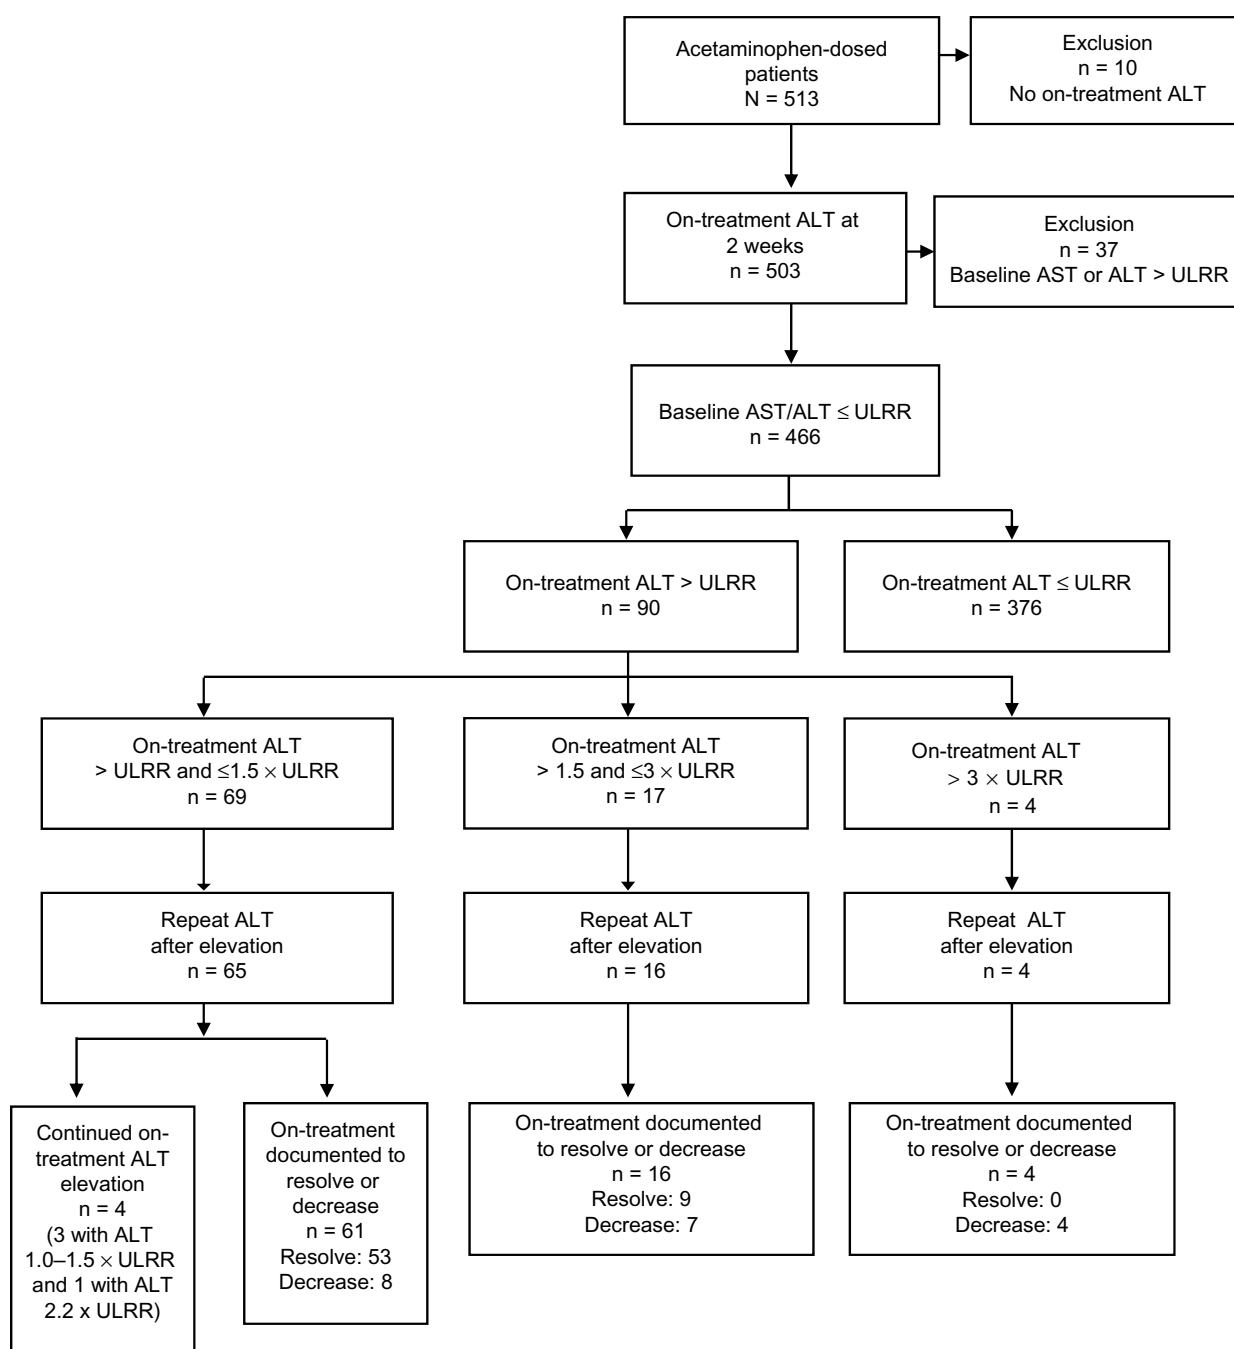 Acetaminophen-dosed
patients
N = 513
Exclusion
n = 10
No on-treatment ALT
On-treatment ALT at
2 weeks
n = 503
Exclusion
n = 37
Baseline AST or ALT > ULRR
Baseline AST/ALT ≤ ULRR
n = 466
On-treatment ALT > ULRR
n = 90
On-treatment ALT ≤ ULRR
n = 376
On-treatment ALT
> ULRR and ≤1.5 × ULRR
n = 69
On-treatment ALT
> 1.5 and ≤3 × ULRR
n = 17
On-treatment ALT
> 3 × ULRR
n = 4
Repeat ALT
after elevation
n = 65
Repeat ALT
after elevation
n = 16
Repeat ALT
after elevation
n = 4
Continued on-
treatment ALT
elevation
n = 4
(3 with ALT
1.0–1.5 × ULRR
and 1 with ALT
2.2 x ULRR)
On-treatment
documented to
resolve or
decrease
n = 61
Resolve: 53
Decrease: 8
On-treatment documented
to resolve or decrease
n = 16
Resolve: 9
Decrease: 7
On-treatment documented
to resolve or decrease
n = 4
Resolve: 0
Decrease: 4